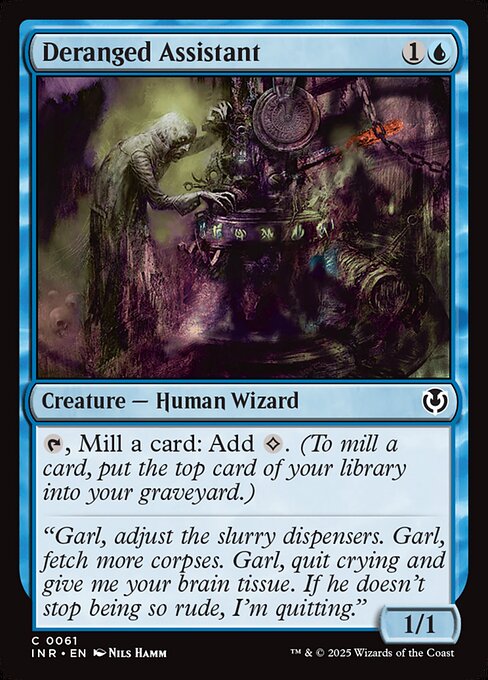 Deranged Assistant 1
Creature — Human Wizard
, Mill a card: Add . (To mill a
card, put the top card of your library
into your graveyard.)
“Garl, adjust the slurry dispensers. Garl,
fetch more corpses. Garl, quit crying and
give me your brain tissue. If he doesn’t
stop being so rude, I’m quitting.”
1/1
C 0061
INR • EN Nils Hamm
™ & © 2025 Wizards of the Coast